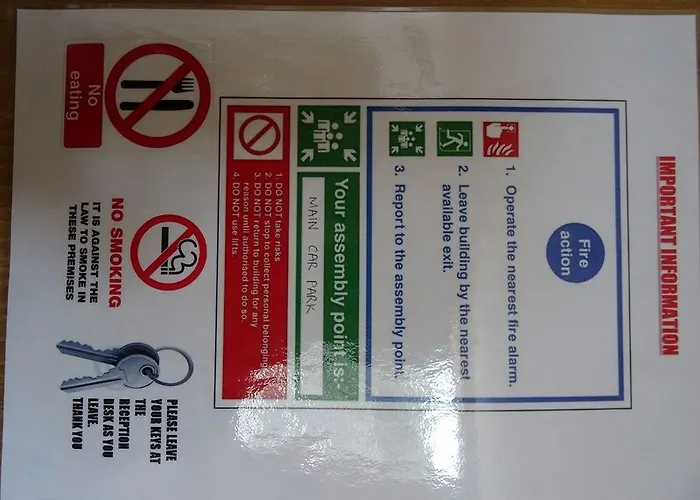 IMPORTANT INFORMATION
Fire
action
1. Operate the nearest fire alarm.
2. Leave building by the nearest
available exit.
3. Report to the assembly point.
Your assembly point is:-
MAIN CAR PARK
1. DO NOT take risks
2. DO NOT stop to collect personal belongings
3. DO NOT return to building for any
reason until authorised to do so.
4. DO NOT use lifts.
No
eating
NO SMOKING
IT IS AGAINST THE
LAW TO SMOKE IN
THESE PREMISES
PLEASE LEAVE
YOUR KEYS AT
THE
RECEPTION
DESK AS YOU
LEAVE.
THANK YOU